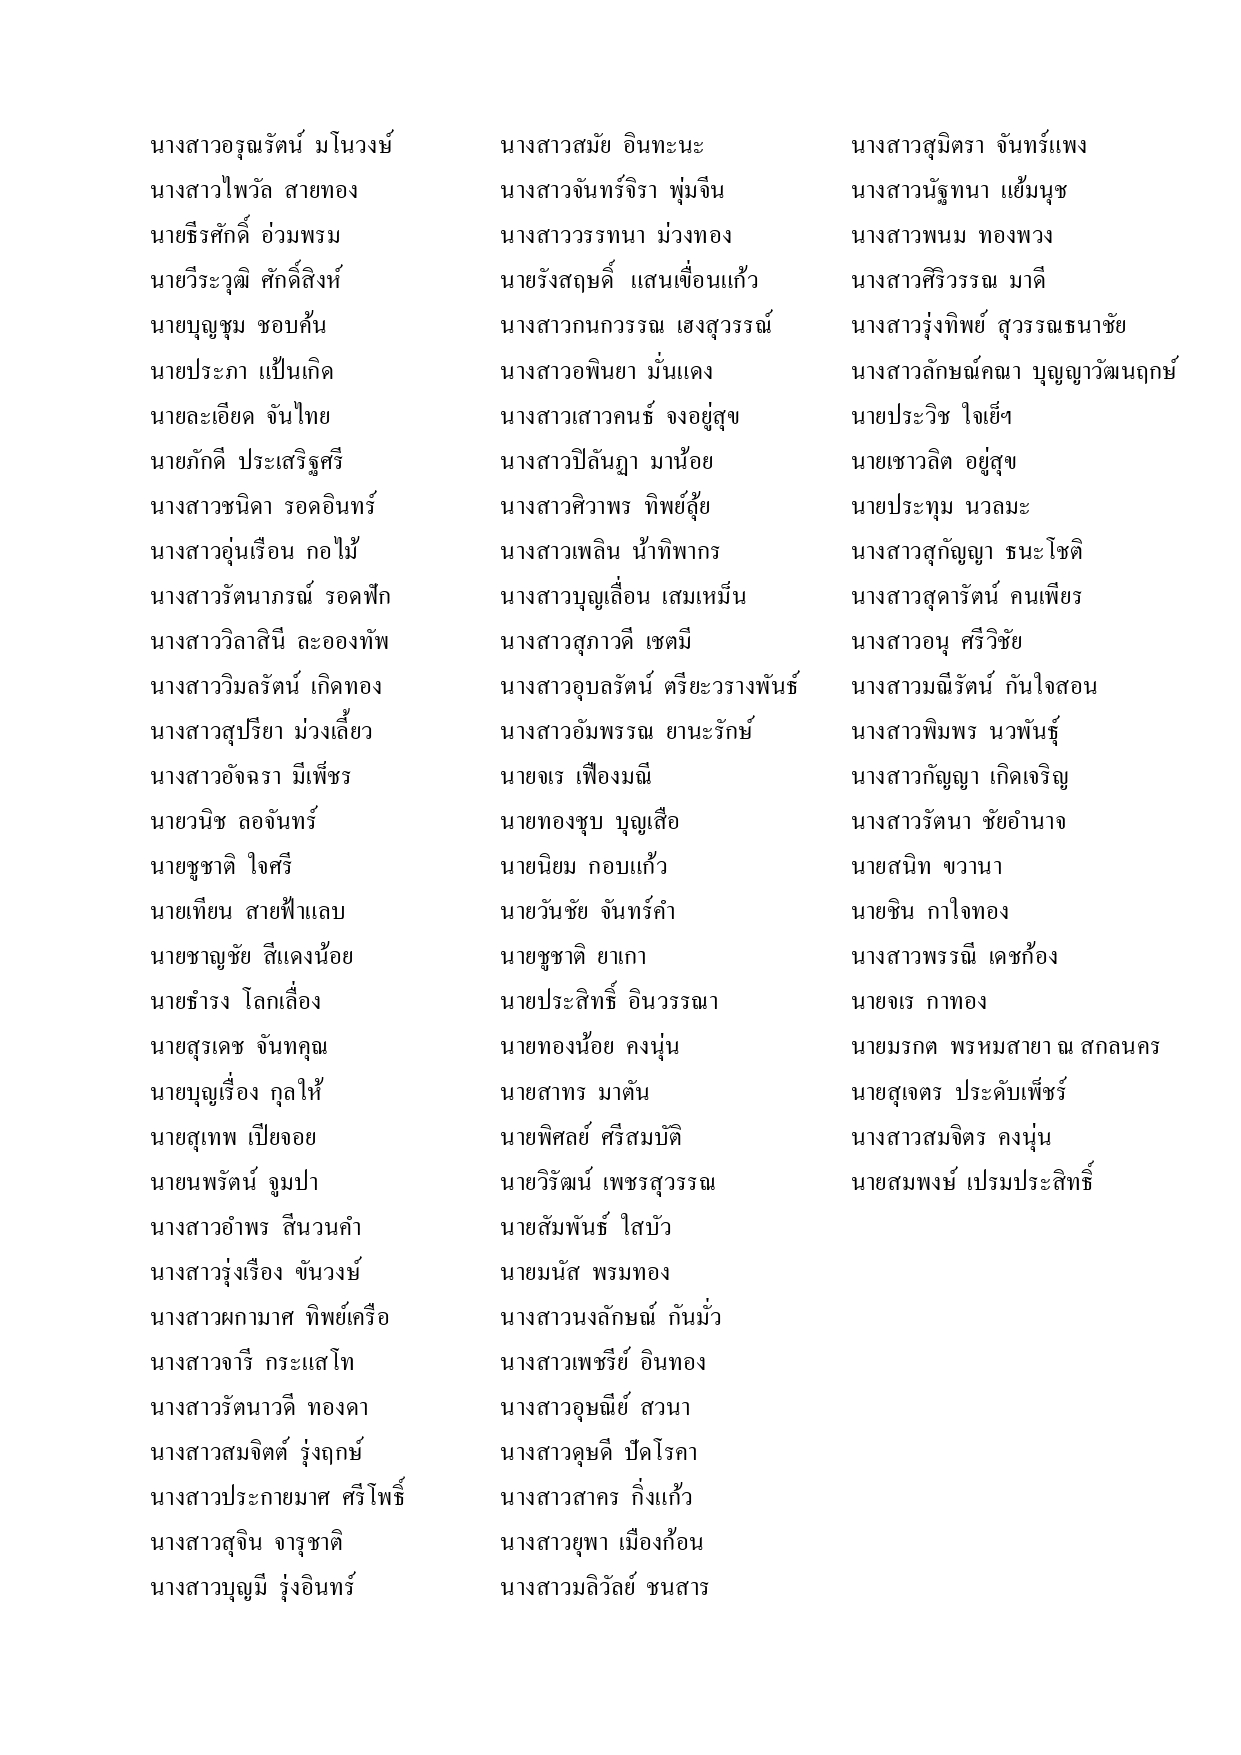 นางสาวอรุณรัตน์ มโนวงษ์
นางสาวไพวัล สายทอง
นายธีรศักดิ์ อ่วมพรม
นายวีระวุฒิ ศักดิ์สิงห์
นายบุญชุม ชอบค้น
นายประภา แป้นเกิด
นายละเอียด จันไทย
นายภักดี ประเสริฐศรี
นางสาวชนิดา รอดอินทร์
นางสาวอุ่นเรือน กอไม้
นางสาวรัตนาภรณ์ รอดฟัก
นางสาววิลาสินี ละอองทัพ
นางสาววิมลรัตน์ เกิดทอง
นางสาวสุปรียา ม่วงเลี้ยว
นางสาวอัจฉรา มีเพ็ชร
นายวนิช ลอจันทร์
นายชูชาติ ใจศรี
นายเทียน สายฟ้าแลบ
นายชาญชัย สีแดงน้อย
นายธำรง โลกเลื่อง
นายสุรเดช จันทคุณ
นายบุญเรื่อง กุลให้
นายสุเทพ เปียจอย
นายนพรัตน์ จูมปา
นางสาวอำพร สีนวนคำ
นางสาวรุ่งเรือง ขันวงษ์
นางสาวผกามาศ ทิพย์เครือ
นางสาวจารี กระแสโท
นางสาวรัตนาวดี ทองดา
นางสาวสมจิตต์ รุ่งฤกษ์
นางสาวประกายมาศ ศรีโพธิ์
นางสาวสุจิน จารุชาติ
นางสาวบุญมี รุ่งอินทร์
นางสาวสมัย อินทะนะ
นางสาวจันทร์จิรา พุ่มจีน
นางสาววรรทนา ม่วงทอง
นายรังสฤษดิ์ แสนเขื่อนแก้ว
นางสาวกนกวรรณ เฮงสุวรรณ์
นางสาวอพินยา มั่นแดง
นางสาวเสาวคนธ์ จงอยู่สุข
นางสาวปิลันฏา มาน้อย
นางสาวศิวาพร ทิพย์ลุ้ย
นางสาวเพลิน น้าทิพากร
นางสาวบุญเลื่อน เสมเหม็น
นางสาวสุภาวดี เชตมี
นางสาวอุบลรัตน์ ตรียะวรางพันธ์
นางสาวอัมพรรณ ยานะรักษ์
นายจเร เฟืองมณี
นายทองชุบ บุญเสือ
นายนิยม กอบแก้ว
นายวันชัย จันทร์คำ
นายชูชาติ ยาเกา
นายประสิทธิ์ อินวรรณา
นายทองน้อย คงนุ่น
นายสาทร มาตัน
นายพิศลย์ ศรีสมบัติ
นายวิรัฒน์ เพชรสุวรรณ
นายสัมพันธ์ ใสบัว
นายมนัส พรมทอง
นางสาวนงลักษณ์ กันมั่ว
นางสาวเพชรีย์ อินทอง
นางสาวอุษณีย์ สวนา
นางสาวดุษดี ปัดโรคา
นางสาวสาคร กิ่งแก้ว
นางสาวยุพา เมืองก้อน
นางสาวมลิวัลย์ ชนสาร
นางสาวสุมิตรา จันทร์แพง
นางสาวนัฐทนา แย้มนุช
นางสาวพนม ทองพวง
นางสาวศิริวรรณ มาดี
นางสาวรุ่งทิพย์ สุวรรณธนาชัย
นางสาวลักษณ์คณา บุญญาวัฒนฤกษ์
นายประวิช ใจเย็ฯ
นายเชาวลิต อยู่สุข
นายประทุม นวลมะ
นางสาวสุกัญญา ธนะโชติ
นางสาวสุดารัตน์ คนเพียร
นางสาวอนุ ศรีวิชัย
นางสาวมณีรัตน์ กันใจสอน
นางสาวพิมพร นวพันธุ์
นางสาวกัญญา เกิดเจริญ
นางสาวรัตนา ชัยอำนาจ
นายสนิท ขวานา
นายชิน กาใจทอง
นางสาวพรรณี เดชก้อง
นายจเร กาทอง
นายมรกต พรหมสายา ณ สกลนคร
นายสุเจตร ประดับเพ็ชร์
นางสาวสมจิตร คงนุ่น
นายสมพงษ์ เปรมประสิทธิ์